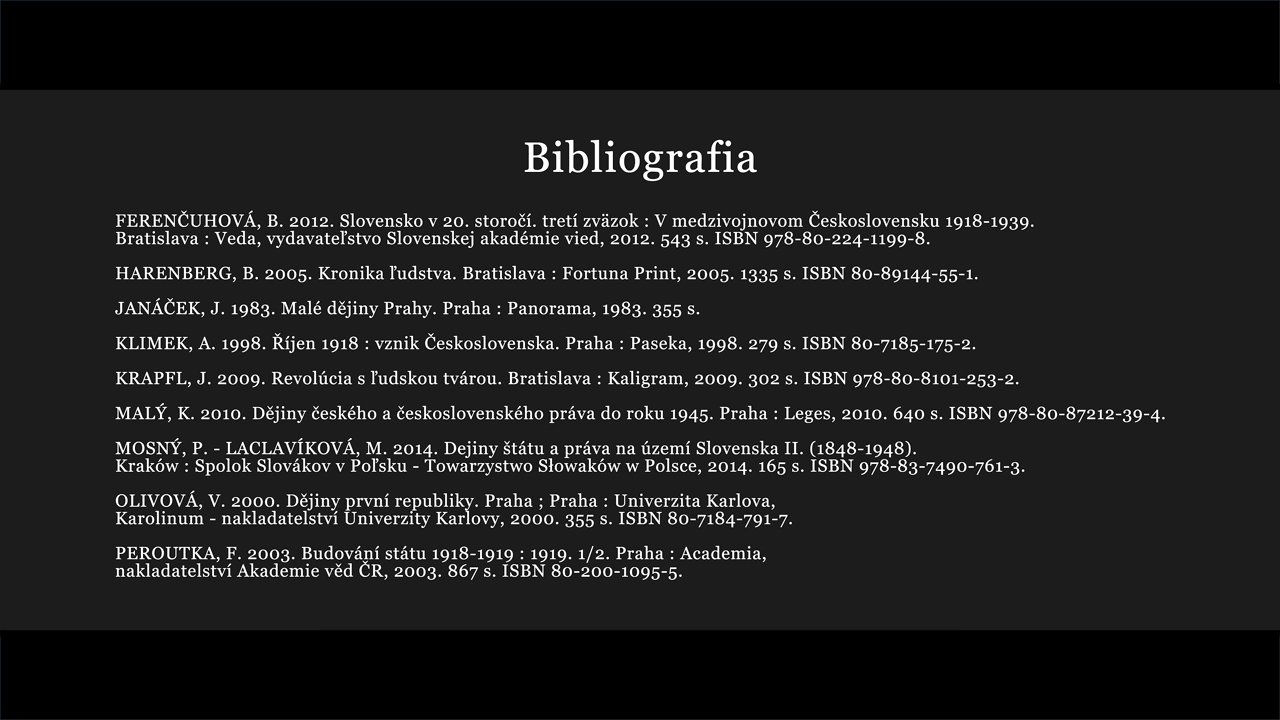 Bibliografia
FERENČUHOVÁ, B. 2012. Slovensko v 20. storočí. tretí zväzok : V medzivojnovom Československu 1918-1939.
Bratislava : Veda, vydavateľstvo Slovenskej akadémie vied, 2012. 543 s. ISBN 978-80-224-1199-8.
HARENBERG, B. 2005. Kronika ľudstva. Bratislava : Fortuna Print, 2005. 1335 s. ISBN 80-89144-55-1.
JANÁČEK, J. 1983. Malé dějiny Prahy. Praha : Panorama, 1983. 355 s.
KLIMEK, A. 1998. Říjen 1918 : vznik Československa. Praha : Paseka, 1998. 279 s. ISBN 80-7185-175-2.
KRAPFL, J. 2009. Revolúcia s ľudskou tvárou. Bratislava : Kaligram, 2009. 302 s. ISBN 978-80-8101-253-2.
MALÝ, K. 2010. Dějiny českého a československého práva do roku 1945. Praha : Leges, 2010. 640 s. ISBN 978-80-87212-39-4.
MOSNÝ, P. - LACLAVÍKOVÁ, M. 2014. Dejiny štátu a práva na území Slovenska II. (1848-1948).
Kraków : Spolok Slovákov v Poľsku - Towarzystwo Słowaków w Polsce, 2014. 165 s. ISBN 978-83-7490-761-3.
OLIVOVÁ, V. 2000. Dějiny první republiky. Praha ; Praha : Univerzita Karlova,
Karolinum - nakladatelství Univerzity Karlovy, 2000. 355 s. ISBN 80-7184-791-7.
PEROUTKA, F. 2003. Budování státu 1918-1919 : 1919. 1/2. Praha : Academia,
nakladatelství Akademie věd ČR, 2003. 867 s. ISBN 80-200-1095-5.